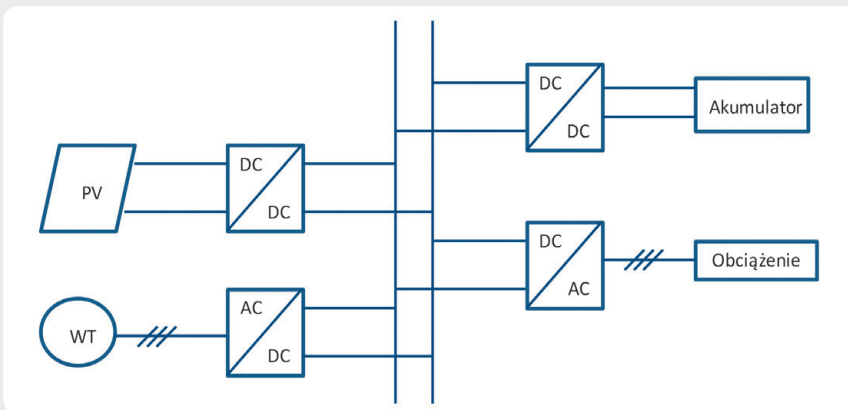 PV
DC
DC
WT
AC
DC
DC
DC
Akumulator
DC
AC
Obciążenie